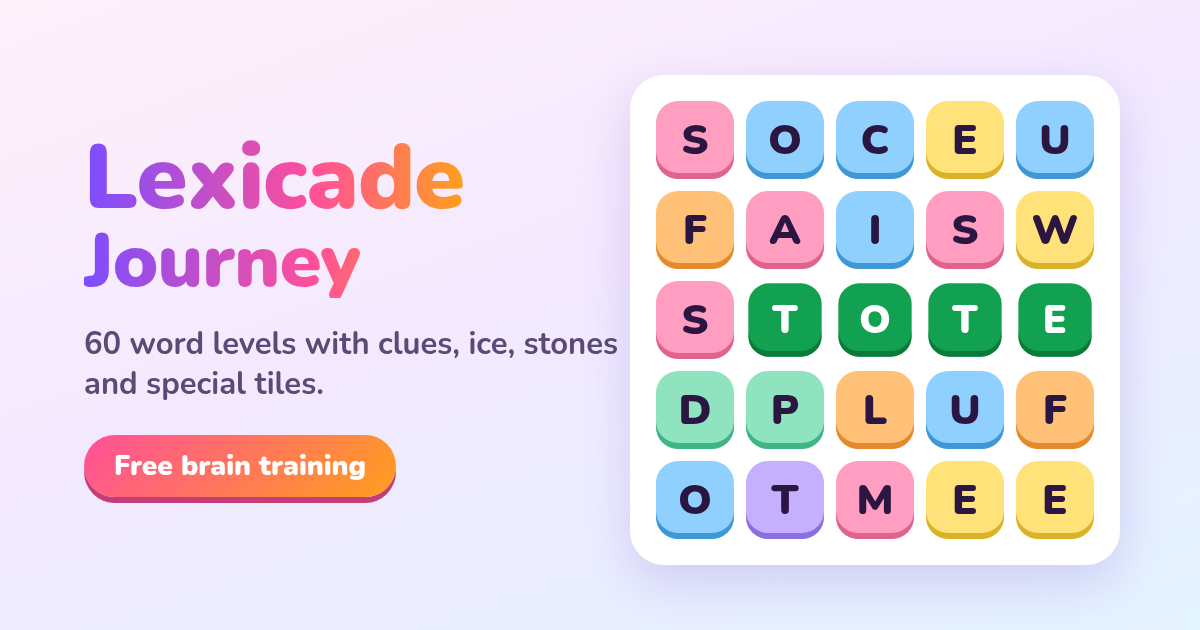 Lexicade
Journey
60 word levels with clues, ice, stones
and special tiles.
Free brain training
S O C E U
F A I S W
S T O T E
D P L U F
O T M E E